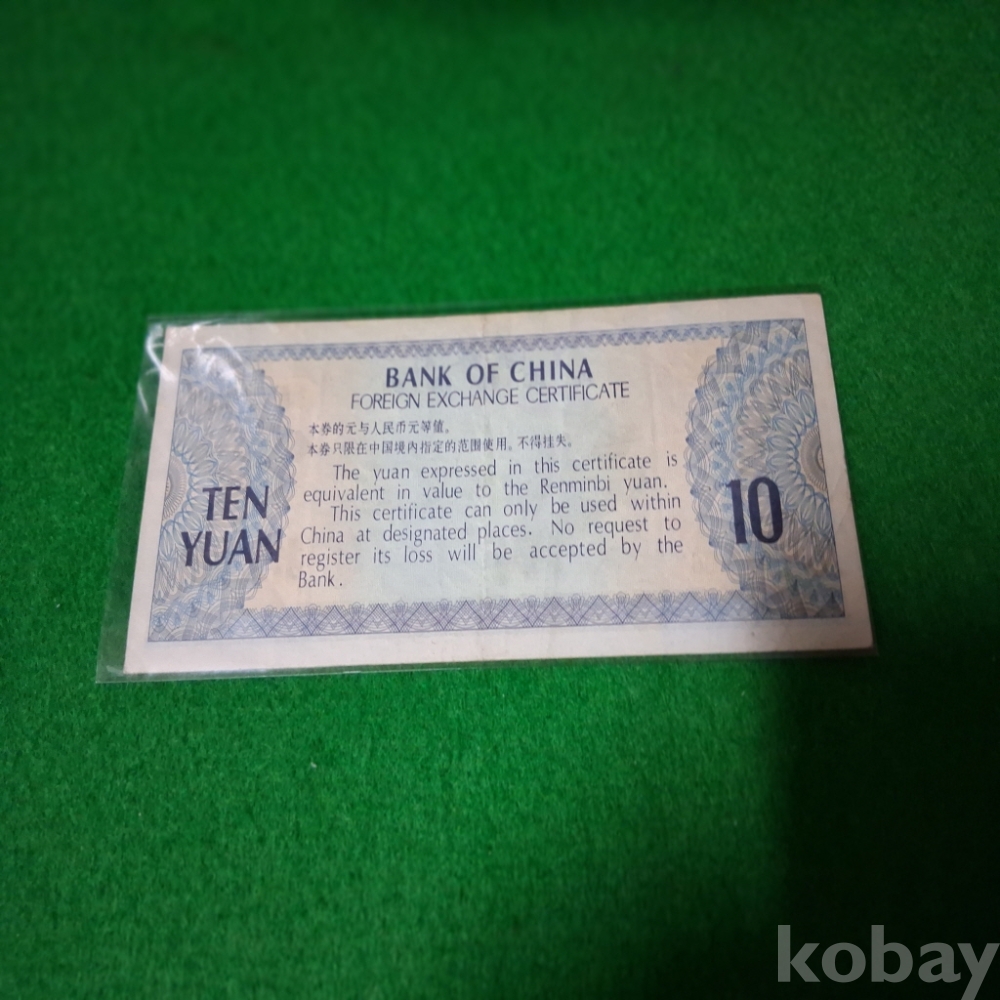 BANK OF CHINA
FOREIGN EXCHANGE CERTIFICATE
本券的元与人民币元等值。
本券只限在中国境内指定的范围使用。不得挂失。
The yuan expressed in this certificate is
equivalent in value to the Renminbi yuan.
This certificate can only be used within
China at designated places. No request to
register its loss will be accepted by the
Bank.
TEN
YUAN
10
kobay